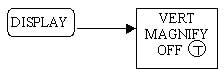 DISPLAY
VERT
MAGNIFY
OFF Ⓣ